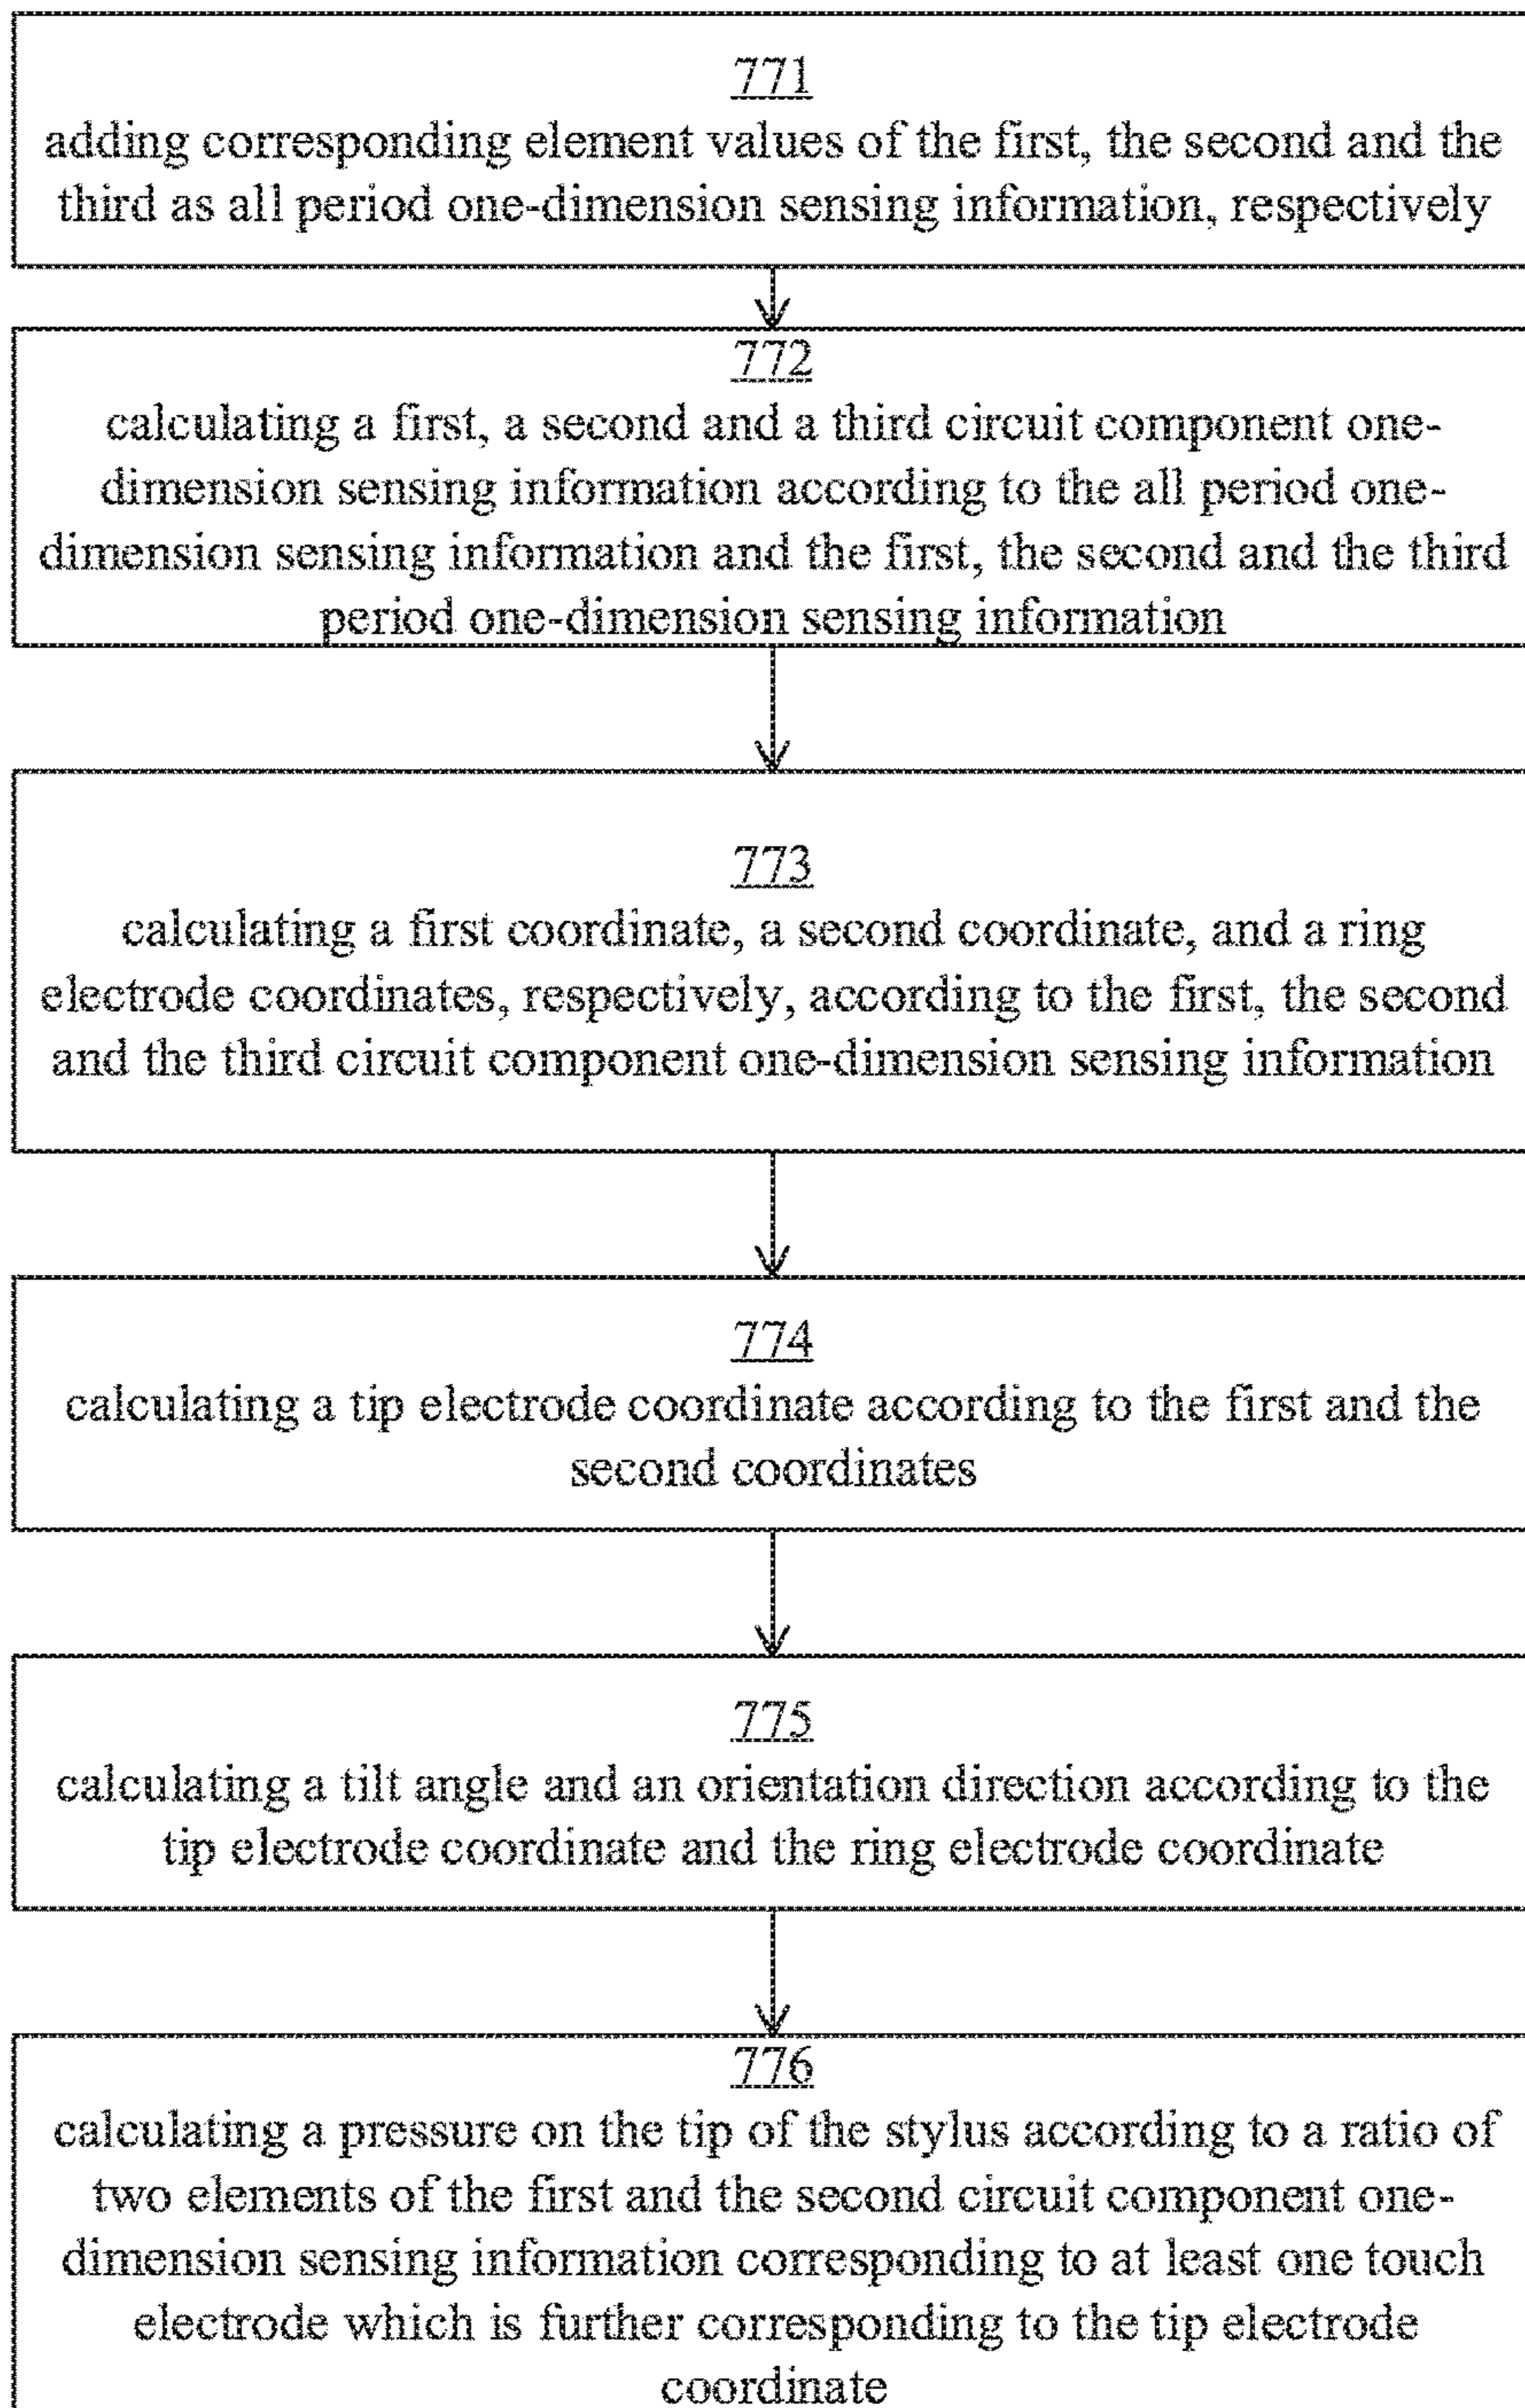 771
adding corresponding element values of the first, the second and the
third as all period one-dimension sensing information, respectively
772
calculating a first, a second and a third circuit component one-
dimension sensing information according to the all period one-
dimension sensing information and the first, the second and the third
period one-dimension sensing information
773
calculating a first coordinate, a second coordinate, and a ring
electrode coordinates, respectively, according to the first, the second
and the third circuit component one-dimension sensing information
774
calculating a tip electrode coordinate according to the first and the
second coordinates
775
calculating a tilt angle and an orientation direction according to the
tip electrode coordinate and the ring electrode coordinate
776
calculating a pressure on the tip of the stylus according to a ratio of
two elements of the first and the second circuit component one-
dimension sensing information corresponding to at least one touch
electrode which is further corresponding to the tip electrode
coordinate